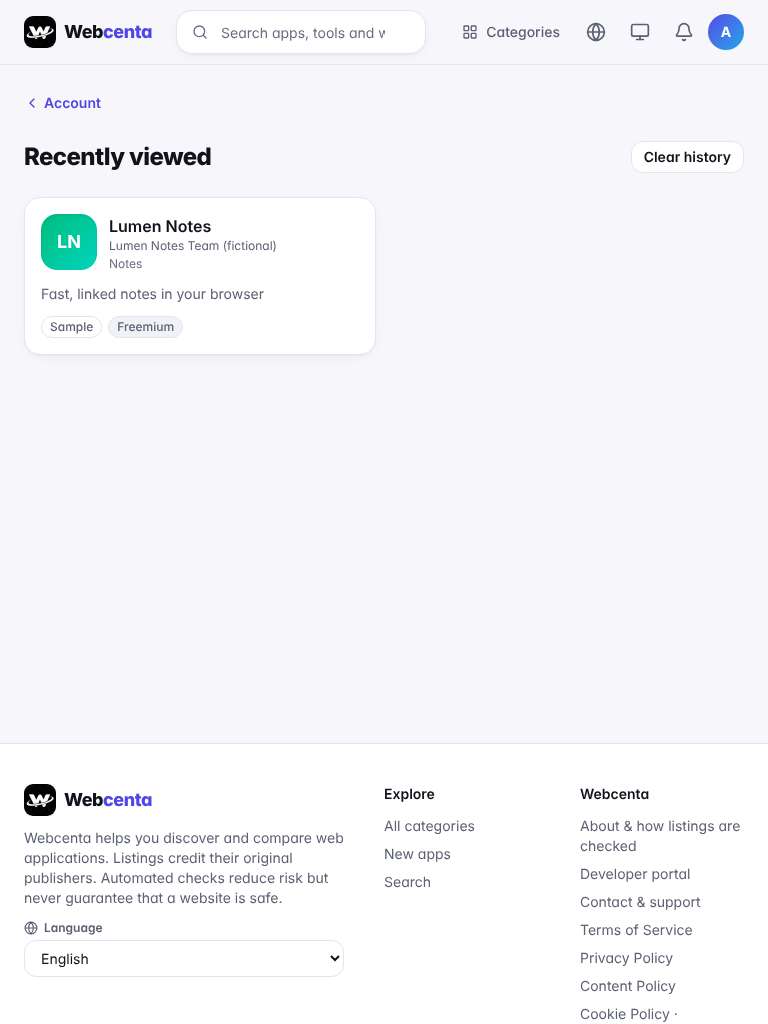 Webcenta
Search apps, tools and w
Categories
A
Account
Recently viewed
Clear history
LN
Lumen Notes
Lumen Notes Team (fictional)
Notes
Fast, linked notes in your browser
Sample
Freemium
Webcenta
Webcenta helps you discover and compare web
applications. Listings credit their original
publishers. Automated checks reduce risk but
never guarantee that a website is safe.
Language
English
Explore
All categories
New apps
Search
Webcenta
About & how listings are
checked
Developer portal
Contact & support
Terms of Service
Privacy Policy
Content Policy
Cookie Policy ·